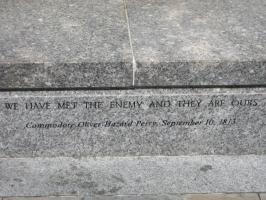 WE HAVE MET THE ENEMY AND THEY ARE OURS
Commodore Oliver Hazard Perry, September 10, 1813